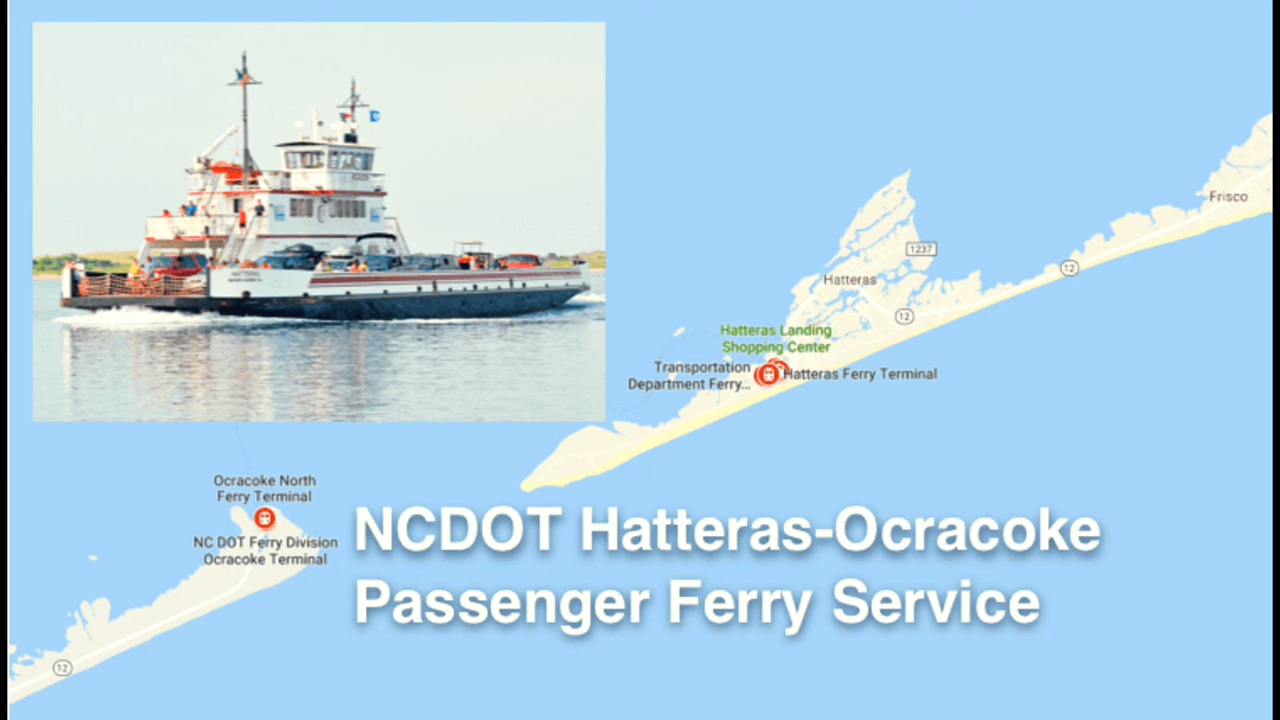 Frisco
1237
Hatteras
12
12
Hatteras Landing
Shopping Center
Transportation
Department Ferry...
Hatteras Ferry Terminal
Ocracoke North
Ferry Terminal
NC DOT Ferry Division
Ocracoke Terminal
12
NCDOT Hatteras-Ocracoke
Passenger Ferry Service
HATTERAS